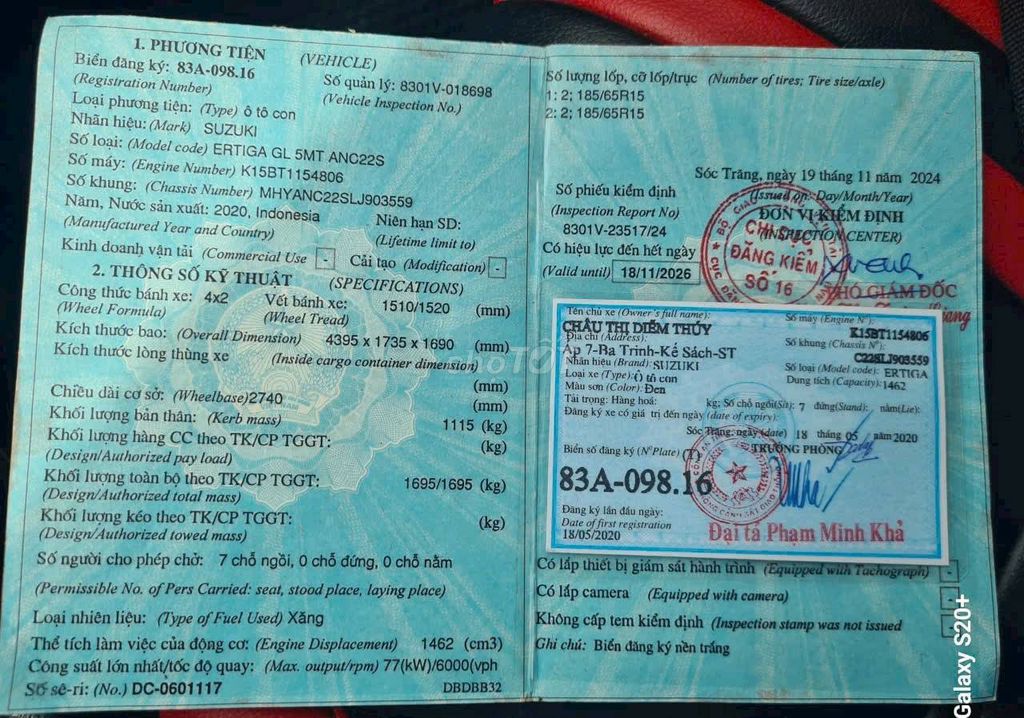 1. PHƯƠNG TIỆN (VEHICLE)
Biển đăng ký: 83A-098.16 Số quản lý: 8301V-018698
(Registration Number) (Vehicle Inspection No.)
Loại phương tiện: (Type) ô tô con
Nhãn hiệu: (Mark) SUZUKI
Số loại: (Model code) ERTIGA GL 5MT ANC22S
Số máy: (Engine Number) K15BT1154806
Số khung: (Chassis Number) MHYANC22SLJ903559
Năm, Nước sản xuất: 2020, Indonesia Niên hạn SD:
(Manufactured Year and Country) (Lifetime limit to)
Kinh doanh vận tải (Commercial Use - Cải tạo (Modification) -
2. THÔNG SỐ KỸ THUẬT (SPECIFICATIONS)
Công thức bánh xe: 4x2 Vết bánh xe: 1510/1520 (mm)
(Wheel Formula) (Wheel Tread)
Kích thước bao: (Overall Dimension) 4395 x 1735 x 1690 (mm)
Kích thước lòng thùng xe (Inside cargo container dimension)
(mm)
Chiều dài cơ sở: (Wheelbase) 2740 (mm)
Khối lượng bản thân: (Kerb mass) 1115 (kg)
Khối lượng hàng CC theo TK/CP TGGT: (kg)
(Design/Authorized pay load)
Khối lượng toàn bộ theo TK/CP TGGT: 1695/1695 (kg)
(Design/Authorized total mass)
Khối lượng kéo theo TK/CP TGGT: (kg)
(Design/Authorized towed mass)
Số người cho phép chở: 7 chỗ ngồi, 0 chỗ đứng, 0 chỗ nằm
(Permissible No. of Pers Carried: seat, stood place, laying place)
Loại nhiên liệu: (Type of Fuel Used) Xăng
Thể tích làm việc của động cơ: (Engine Displacement) 1462 (cm3)
Công suất lớn nhất/tốc độ quay: (Max. output/rpm) 77(kW)/6000(vph
Số sê-ri: (No.) DC-0601117 DBDBB32
Số lượng lốp, cỡ lốp/trục (Number of tires; Tire size/axle)
1: 2; 185/65R15
2: 2; 185/65R15
Sóc Trăng, ngày 19 tháng 11 năm 2024
(Issued on: Day/Month/Year)
Số phiếu kiểm định ĐƠN VỊ KIỂM ĐỊNH
(Inspection Report No) (INSPECTION CENTER)
8301V-23517/24
Có hiệu lực đến hết ngày
(Valid until) 18/11/2026
CHI CỤC
ĐĂNG KIỂM
SỐ 16
PHÓ GIÁM ĐỐC
Tên chủ xe (Owner's full name): Số máy (Engine N°):
CHÂU THỊ DIỄM THÚY K15BT1154806
Địa chỉ (Address): Số khung (Chassis N°):
Ấp 7-Ba Trinh-Kế Sách-ST C22SLJ903559
Nhãn hiệu (Brand): SUZUKI Số loại (Model code): ERTIGA
Loại xe (Type): Ô tô con Dung tích (Capacity): 1462
Màu sơn (Color): Đen
Tải trọng: Hàng hoá: kg; Số chỗ ngồi(Sit): 7 đứng(Stand): nằm(Lie):
Đăng ký xe có giá trị đến ngày (date of expiry):
Sóc Trăng, ngày (date) 18 tháng 05 năm 2020
Biển số đăng ký (N° Plate) (T) TRƯỞNG PHÒNG
83A-098.16
Đăng ký lần đầu ngày:
Date of first registration
18/05/2020
Đại tá Phạm Minh Khả
Có lắp thiết bị giám sát hành trình (Equipped with Tachograph) -
Có lắp camera (Equipped with camera)
Không cấp tem kiểm định (Inspection stamp was not issued
Ghi chú: Biển đăng ký nền trắng
Galaxy S20+